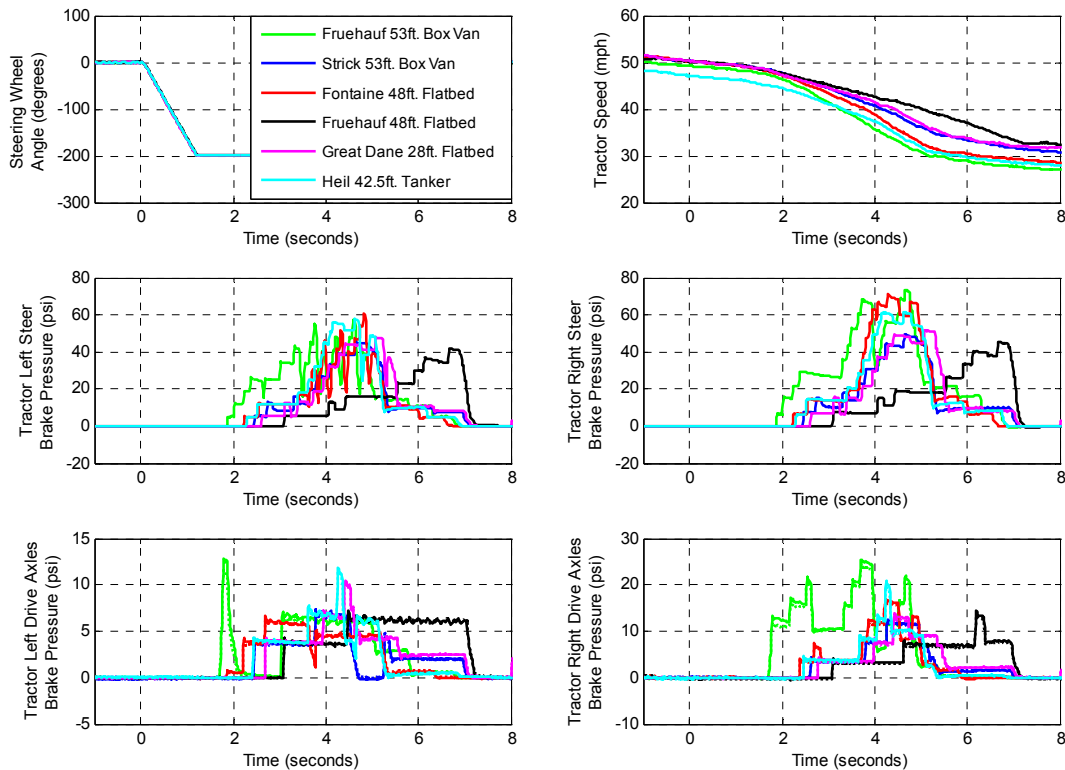 Steering Wheel
Angle (degrees)
100
0
-100
-200
-300
0
2
4
6
8
Time (seconds)
Fruehauf 53ft. Box Van
Strick 53ft. Box Van
Fontaine 48ft. Flatbed
Fruehauf 48ft. Flatbed
Great Dane 28ft. Flatbed
Heil 42.5ft. Tanker
Tractor Speed (mph)
60
50
40
30
20
0
2
4
6
8
Time (seconds)
Tractor Left Steer
Brake Pressure (psi)
80
60
40
20
0
-20
0
2
4
6
8
Time (seconds)
Tractor Right Steer
Brake Pressure (psi)
80
60
40
20
0
-20
0
2
4
6
8
Time (seconds)
Tractor Left Drive Axles
Brake Pressure (psi)
15
10
5
0
-5
0
2
4
6
8
Time (seconds)
Tractor Right Drive Axles
Brake Pressure (psi)
30
20
10
0
-10
0
2
4
6
8
Time (seconds)